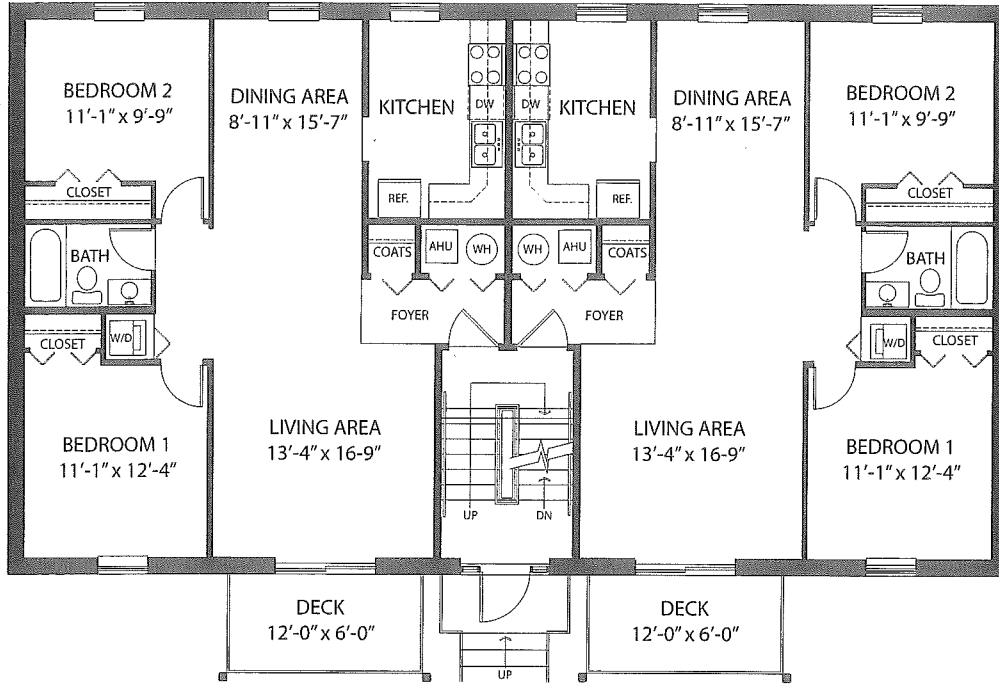 BEDROOM 2
11'-1" x 9'-9"
DINING AREA
8'-11" x 15'-7"
KITCHEN
DW
REF.
DW
KITCHEN
REF.
DINING AREA
8'-11" x 15'-7"
BEDROOM 2
11'-1" x 9'-9"
CLOSET
CLOSET
BATH
COATS
AHU
WH
WH
AHU
COATS
BATH
FOYER
FOYER
CLOSET
W/D
W/D
CLOSET
BEDROOM 1
11'-1" x 12'-4"
LIVING AREA
13'-4" x 16-9"
LIVING AREA
13'-4" x 16-9"
BEDROOM 1
11'-1" x 12'-4"
UP
DN
DECK
12'-0" x 6'-0"
DECK
12'-0" x 6'-0"
UP